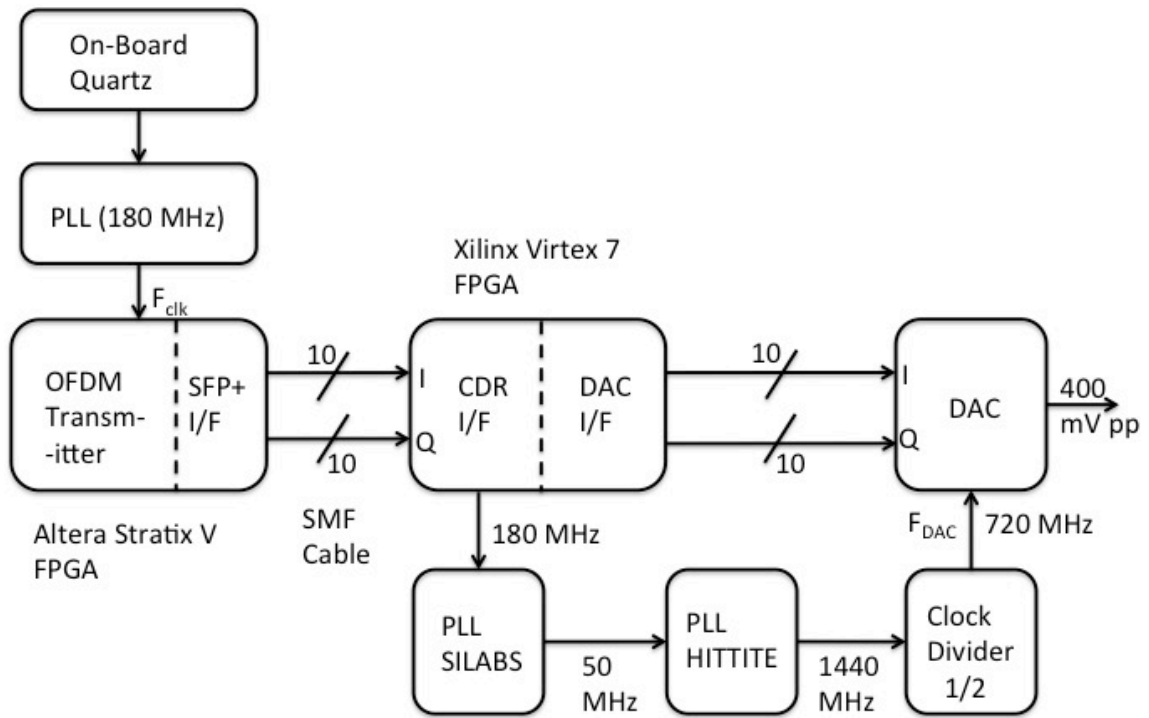 On-Board
Quartz
PLL (180 MHz)
F_clk
Xilinx Virtex 7
FPGA
OFDM
Transm-
-itter
SFP+
I/F
10
10
I
Q
CDR
I/F
DAC
I/F
10
10
I
Q
DAC
400
mV pp
Altera Stratix V
FPGA
SMF
Cable
180 MHz
F_DAC
720 MHz
PLL
SILABS
50
MHz
PLL
HITTITE
1440
MHz
Clock
Divider
1/2